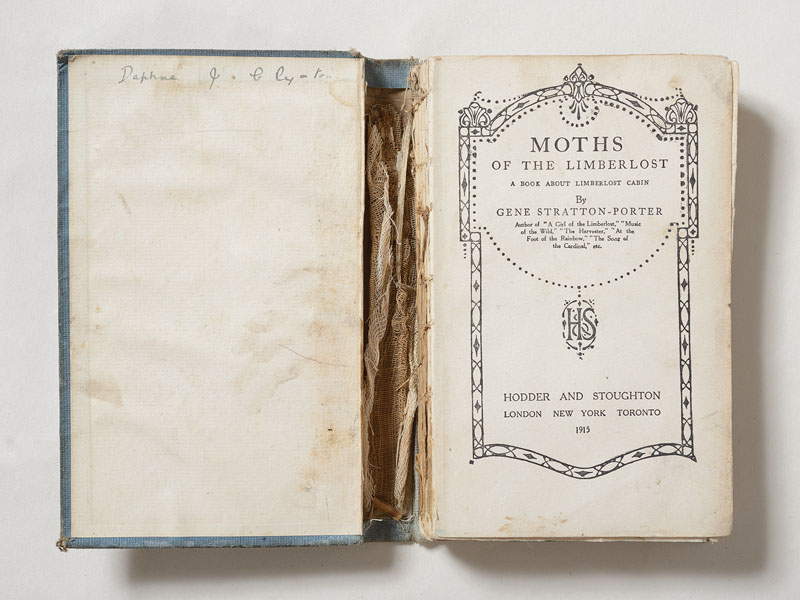 Daphne
MOTHS
OF THE LIMBERLOST
A BOOK ABOUT LIMBERLOST CABIN
By
GENE STRATTON-PORTER
Author of "A Girl of the Limberlost," "Music
of the Wild," "The Harvester," "At the
Foot of the Rainbow," "The Song of
the Cardinal," etc.
HS
HODDER AND STOUGHTON
LONDON NEW YORK TORONTO
1915